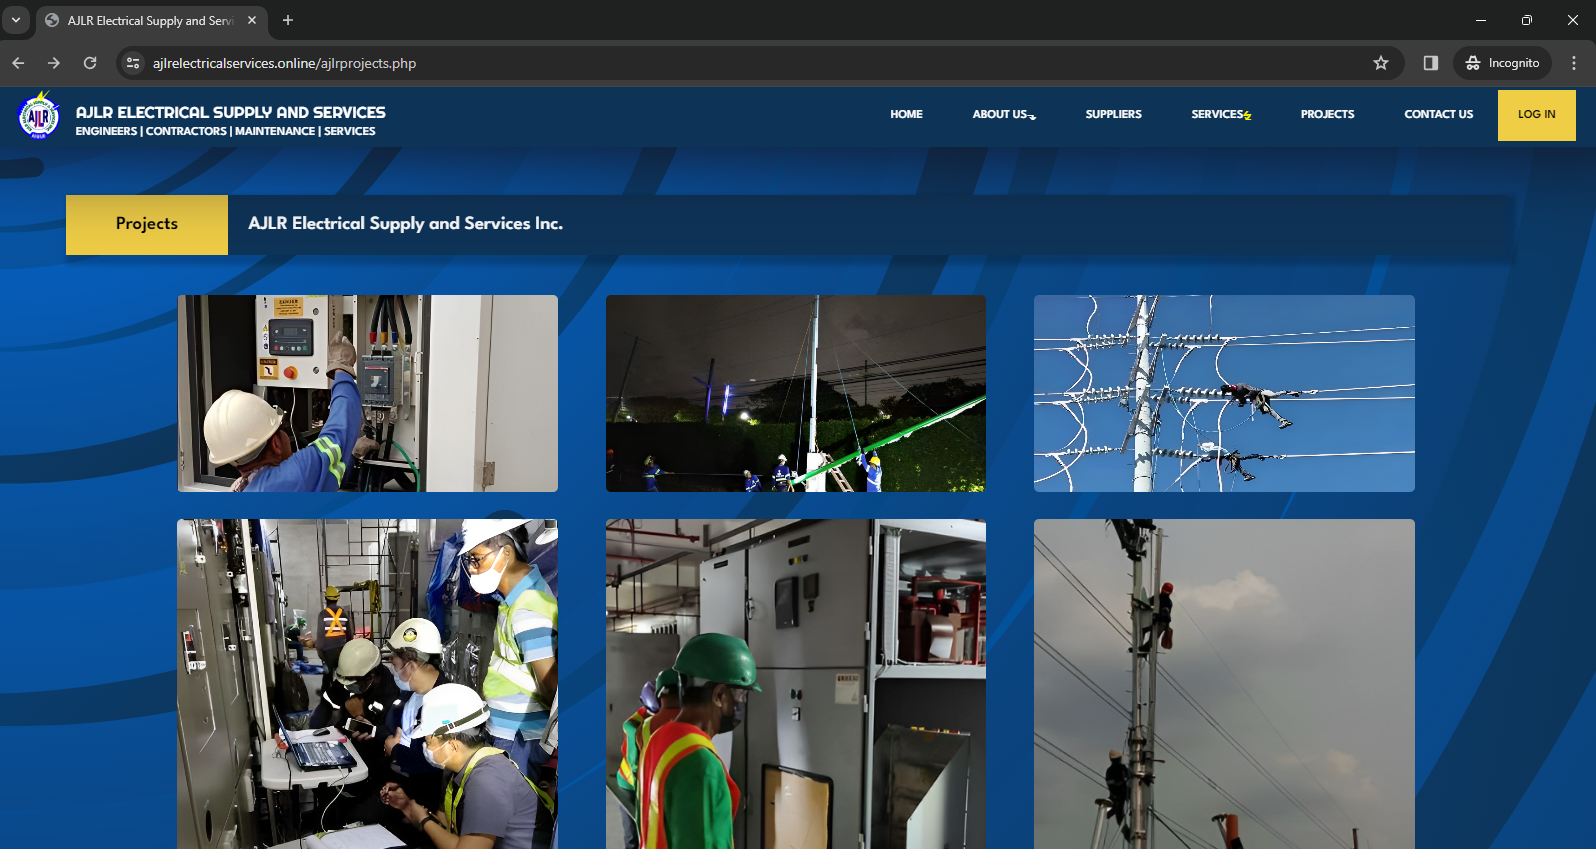 AJLR Electrical Supply and Servi
ajlrelectricalservices.online/ajlrprojects.php
Incognito
AJLR
AJLR ELECTRICAL SUPPLY AND SERVICES
ENGINEERS | CONTRACTORS | MAINTENANCE | SERVICES
HOME
ABOUT US
SUPPLIERS
SERVICES
PROJECTS
CONTACT US
LOG IN
Projects
AJLR Electrical Supply and Services Inc.